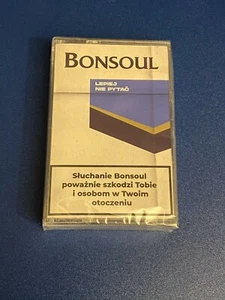 BONSOUL
LEPIEJ
NIE PYTAĆ
Słuchanie Bonsoul
poważnie szkodzi Tobie
i osobom w Twoim
otoczeniu